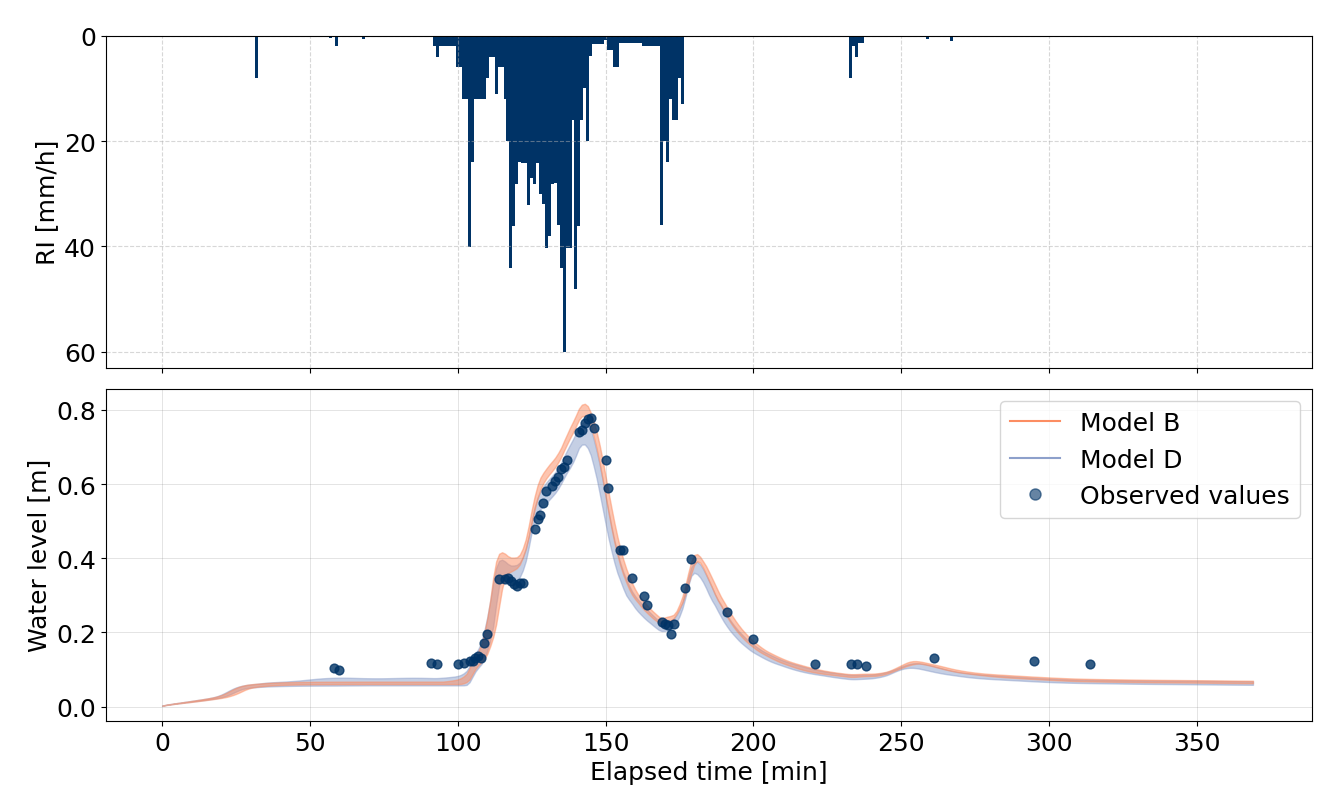 0
20
40
60
RI [mm/h]
0.8
0.6
0.4
0.2
0.0
Water level [m]
Model B
Model D
Observed values
0 50 100 150 200 250 300 350
Elapsed time [min]